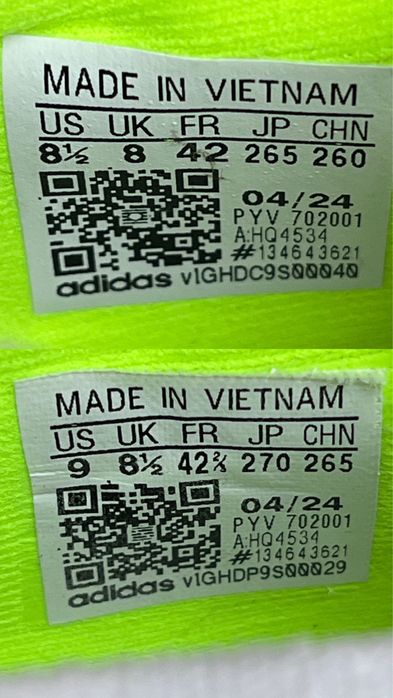 MADE IN VIETNAM
US UK FR JP CHN
8½ 8 42 265 260
04/24
PYV 702001
A:HQ4534
#134643621
adidas v1GHDC9S00040
MADE IN VIETNAM
US UK FR JP CHN
9 8½ 42⅔ 270 265
04/24
PYV 702001
A:HQ4534
#134643621
adidas v1GHDP9S00029